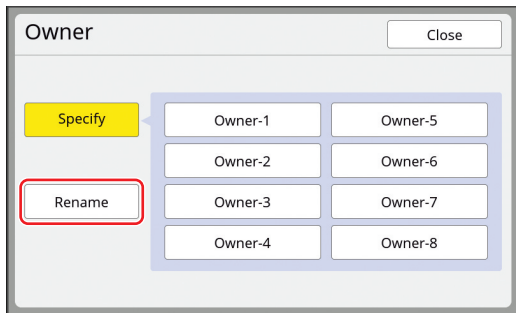 Owner
Close
Specify
Owner-1
Owner-5
Owner-2
Owner-6
Rename
Owner-3
Owner-7
Owner-4
Owner-8